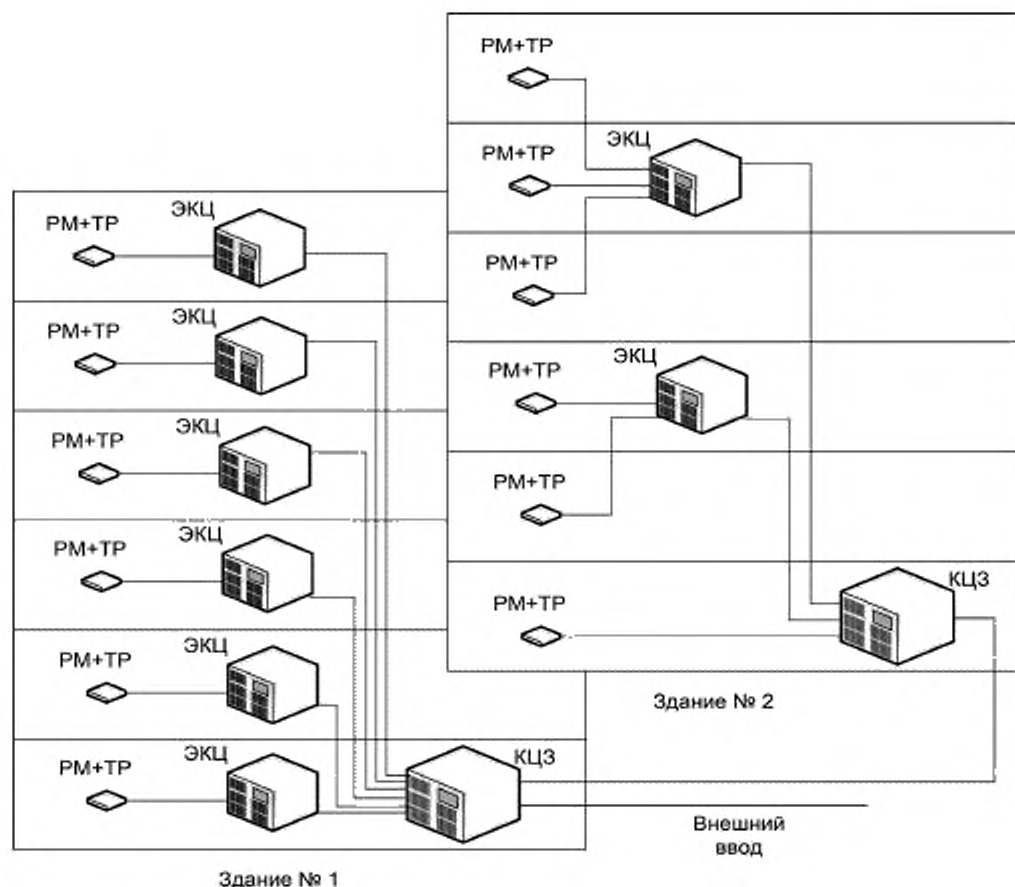 РМ+ТР
РМ+ТР
ЭКЦ
РМ+ТР
РМ+ТР
ЭКЦ
РМ+ТР
РМ+ТР
КЦЗ
Здание № 2
РМ+ТР
ЭКЦ
РМ+ТР
ЭКЦ
РМ+ТР
ЭКЦ
РМ+ТР
ЭКЦ
РМ+ТР
ЭКЦ
РМ+ТР
ЭКЦ
КЦЗ
Внешний
ввод
Здание № 1